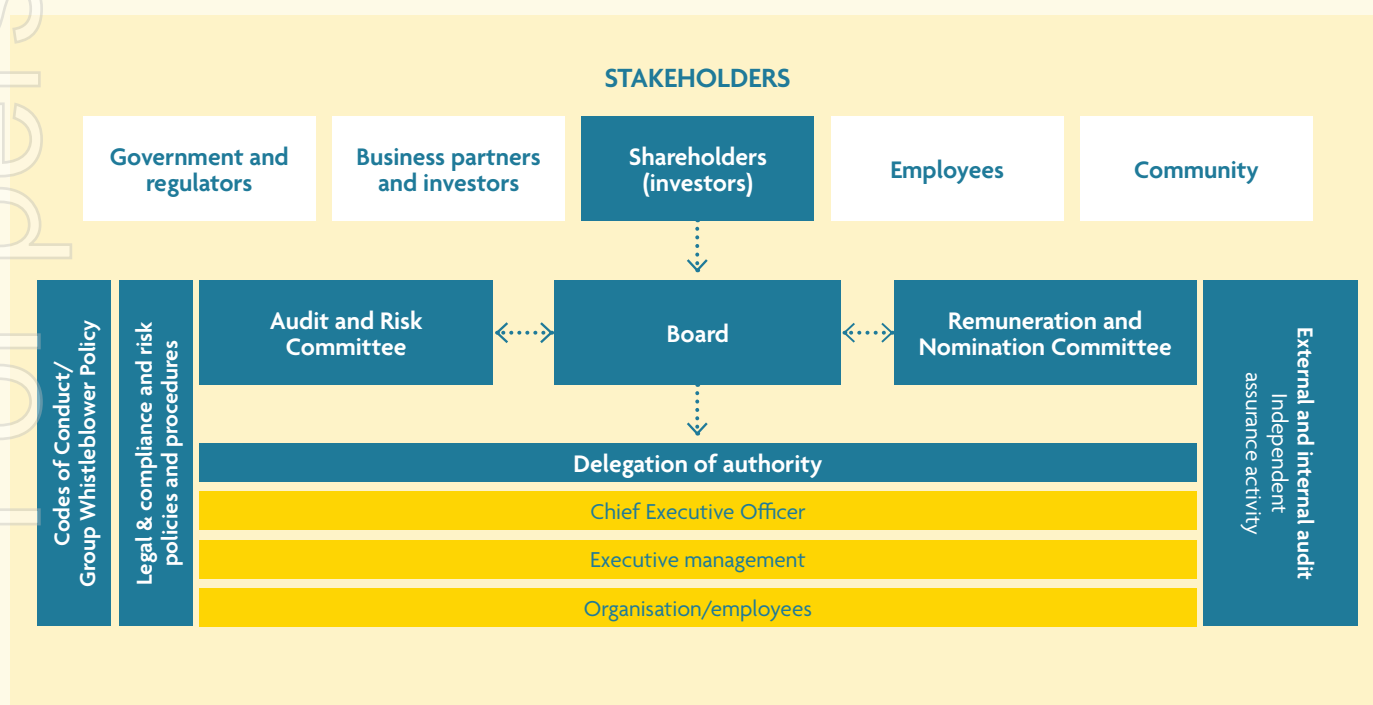 STAKEHOLDERS
Government and
regulators
Business partners
and investors
Shareholders
(investors)
Employees
Community
Codes of Conduct/
Group Whistleblower Policy
Legal & compliance and risk
policies and procedures
Audit and Risk
Committee
Board
Remuneration and
Nomination Committee
External and internal audit
Independent
assurance activity
Delegation of authority
Chief Executive Officer
Executive management
Organisation/employees